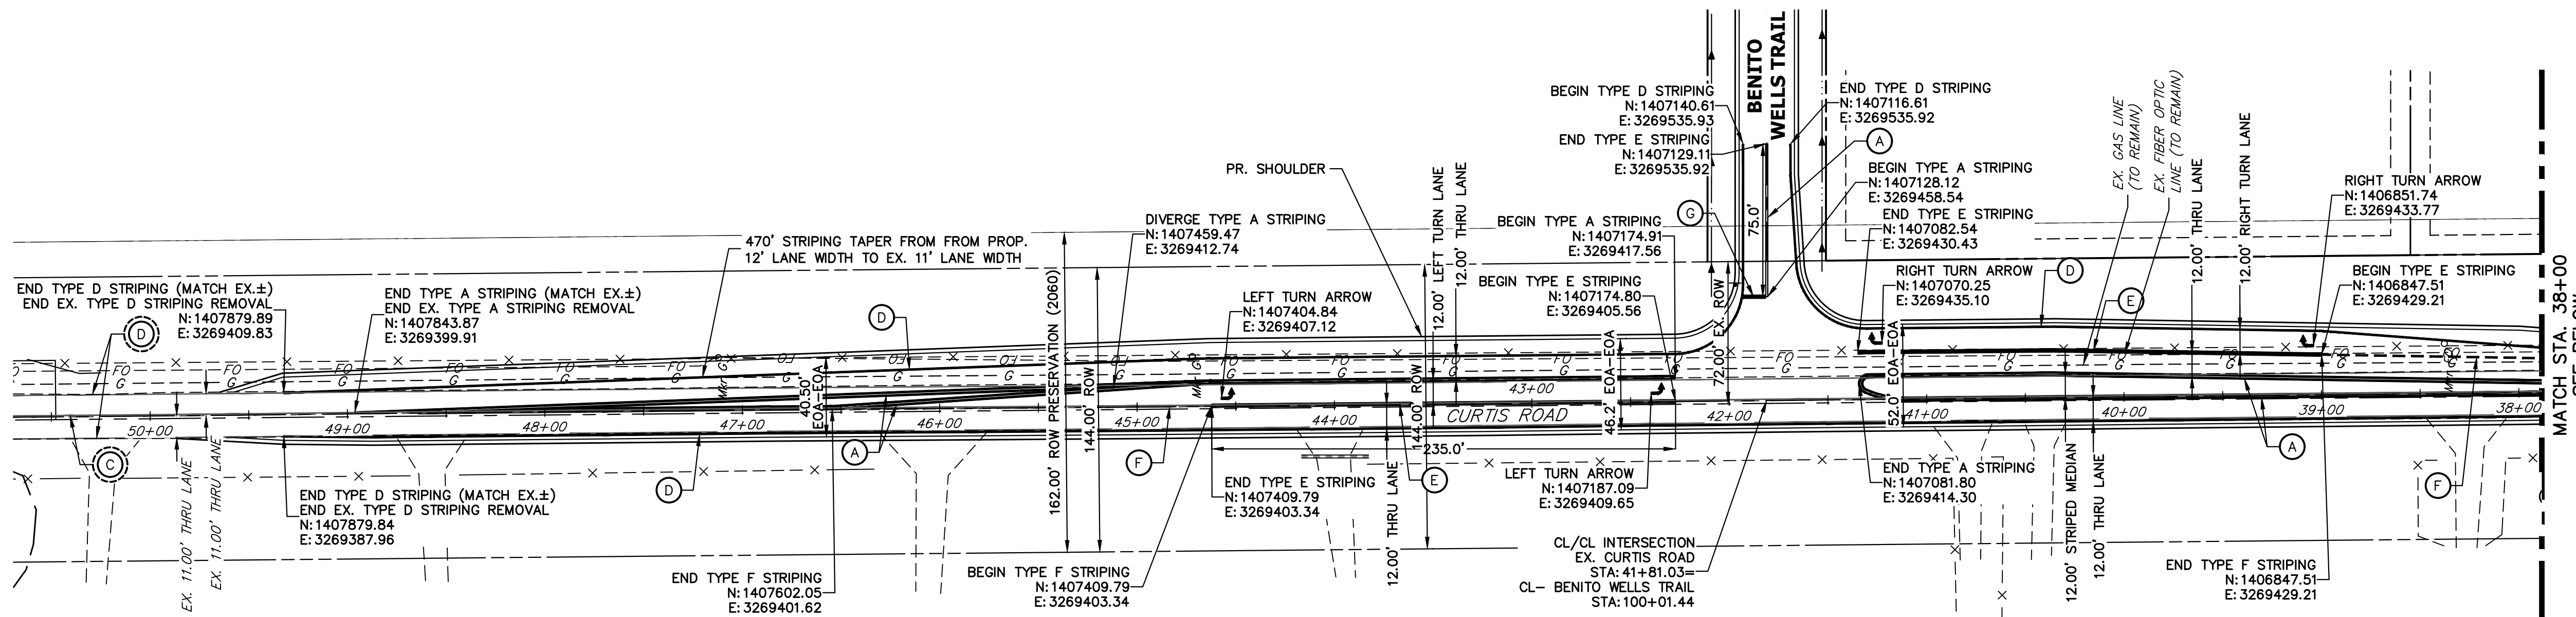 BENITO
WELLS TRAIL
BEGIN TYPE D STRIPING
N: 1407140.61
E: 3269535.93
END TYPE E STRIPING
N: 1407129.11
E: 3269535.92
END TYPE D STRIPING
N: 1407116.61
E: 3269535.92
A
BEGIN TYPE A STRIPING
N: 1407128.12
E: 3269458.54
END TYPE E STRIPING
N: 1407082.54
E: 3269430.43
RIGHT TURN ARROW
N: 1407070.25
E: 3269435.10
EX. GAS LINE
(TO REMAIN)
EX. FIBER OPTIC
LINE (TO REMAIN)
12.00' THRU LANE
12.00' RIGHT TURN LANE
RIGHT TURN ARROW
N: 1406851.74
E: 3269433.77
BEGIN TYPE E STRIPING
N: 1406847.51
E: 3269429.21
D
E
G
75.0'
PR. SHOULDER
12.00' LEFT TURN LANE
12.00' THRU LANE
BEGIN TYPE A STRIPING
N: 1407174.91
E: 3269417.56
BEGIN TYPE E STRIPING
N: 1407174.80
E: 3269405.56
72.00' EX. ROW
DIVERGE TYPE A STRIPING
N: 1407459.47
E: 3269412.74
470' STRIPING TAPER FROM FROM PROP.
12' LANE WIDTH TO EX. 11' LANE WIDTH
LEFT TURN ARROW
N: 1407404.84
E: 3269407.12
END TYPE D STRIPING (MATCH EX.±)
END EX. TYPE D STRIPING REMOVAL
N: 1407879.89
E: 3269409.83
D
END TYPE A STRIPING (MATCH EX.±)
END EX. TYPE A STRIPING REMOVAL
N: 1407843.87
E: 3269399.91
D
162.00' ROW PRESERVATION (2060)
144.00' ROW
144.00' ROW
40.50'
EOA-EOA
46.2' EOA-EOA
52.0' EOA-EOA
FO FO FO FO FO FO FO FO FO FO FO FO FO FO FO
G G G G G G G G G G G G G
50+00 49+00 48+00 47+00 46+00 45+00 44+00 43+00 42+00 41+00 40+00 39+00 38+00
CURTIS ROAD
235.0'
C
A
D
F
E
A
F
EX. 11.00' THRU LANE
EX. 11.00' THRU LANE
END TYPE D STRIPING (MATCH EX.±)
END EX. TYPE D STRIPING REMOVAL
N: 1407879.84
E: 3269387.96
END TYPE F STRIPING
N: 1407602.05
E: 3269401.62
BEGIN TYPE F STRIPING
N: 1407409.79
E: 3269403.34
END TYPE E STRIPING
N: 1407409.79
E: 3269403.34
12.00' THRU LANE
LEFT TURN ARROW
N: 1407187.09
E: 3269409.65
CL/CL INTERSECTION
EX. CURTIS ROAD
STA: 41+81.03=
CL- BENITO WELLS TRAIL
STA: 100+01.44
END TYPE A STRIPING
N: 1407081.80
E: 3269414.30
12.00' STRIPED MEDIAN
12.00' THRU LANE
END TYPE F STRIPING
N: 1406847.51
E: 3269429.21
MATCH STA. 38+00